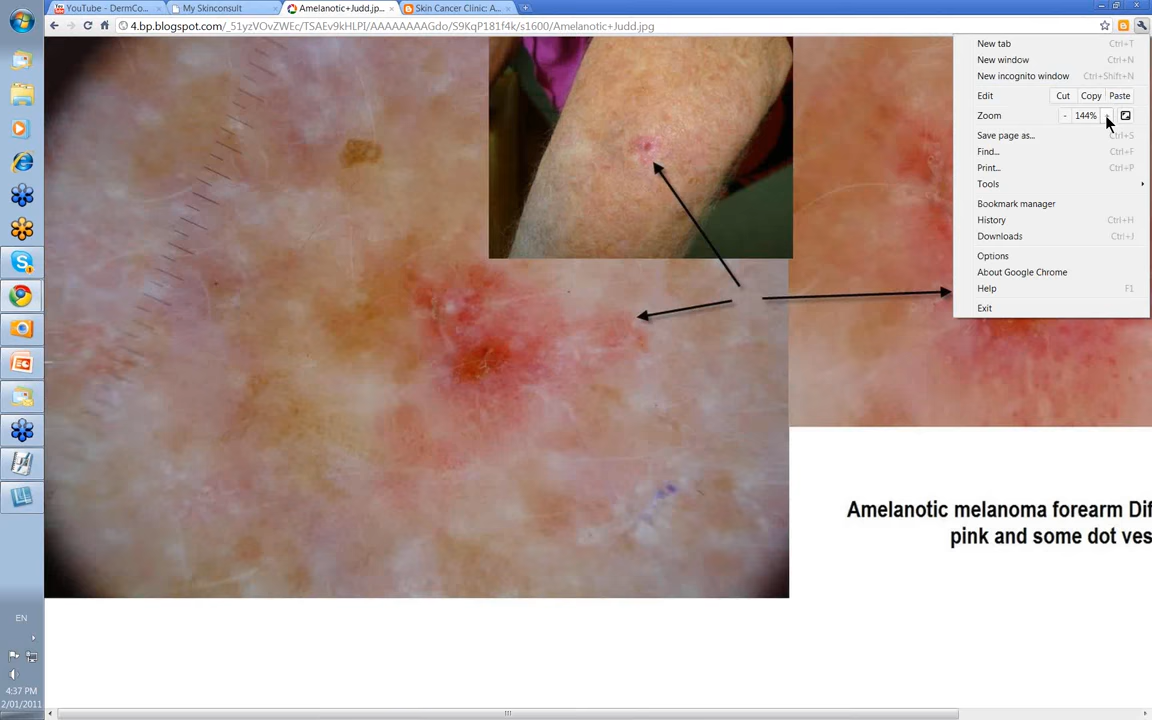 YouTube - DermCo...
My Skinconsult
Amelanotic+Judd.jp...
Skin Cancer Clinic: A...
4.bp.blogspot.com/_51yzVOvZWEc/TSAEv9kHLPI/AAAAAAAAGdo/S9KqP181f4k/s1600/Amelanotic+Judd.jpg
New tab Ctrl+T
New window Ctrl+N
New incognito window Ctrl+Shift+N
Edit Cut Copy Paste
Zoom - 144%
Save page as... Ctrl+S
Find... Ctrl+F
Print... Ctrl+P
Tools
Bookmark manager
History Ctrl+H
Downloads Ctrl+J
Options
About Google Chrome
Help F1
Exit
Amelanotic melanoma forearm Dif
pink and some dot ves
EN
4:37 PM
2/01/2011